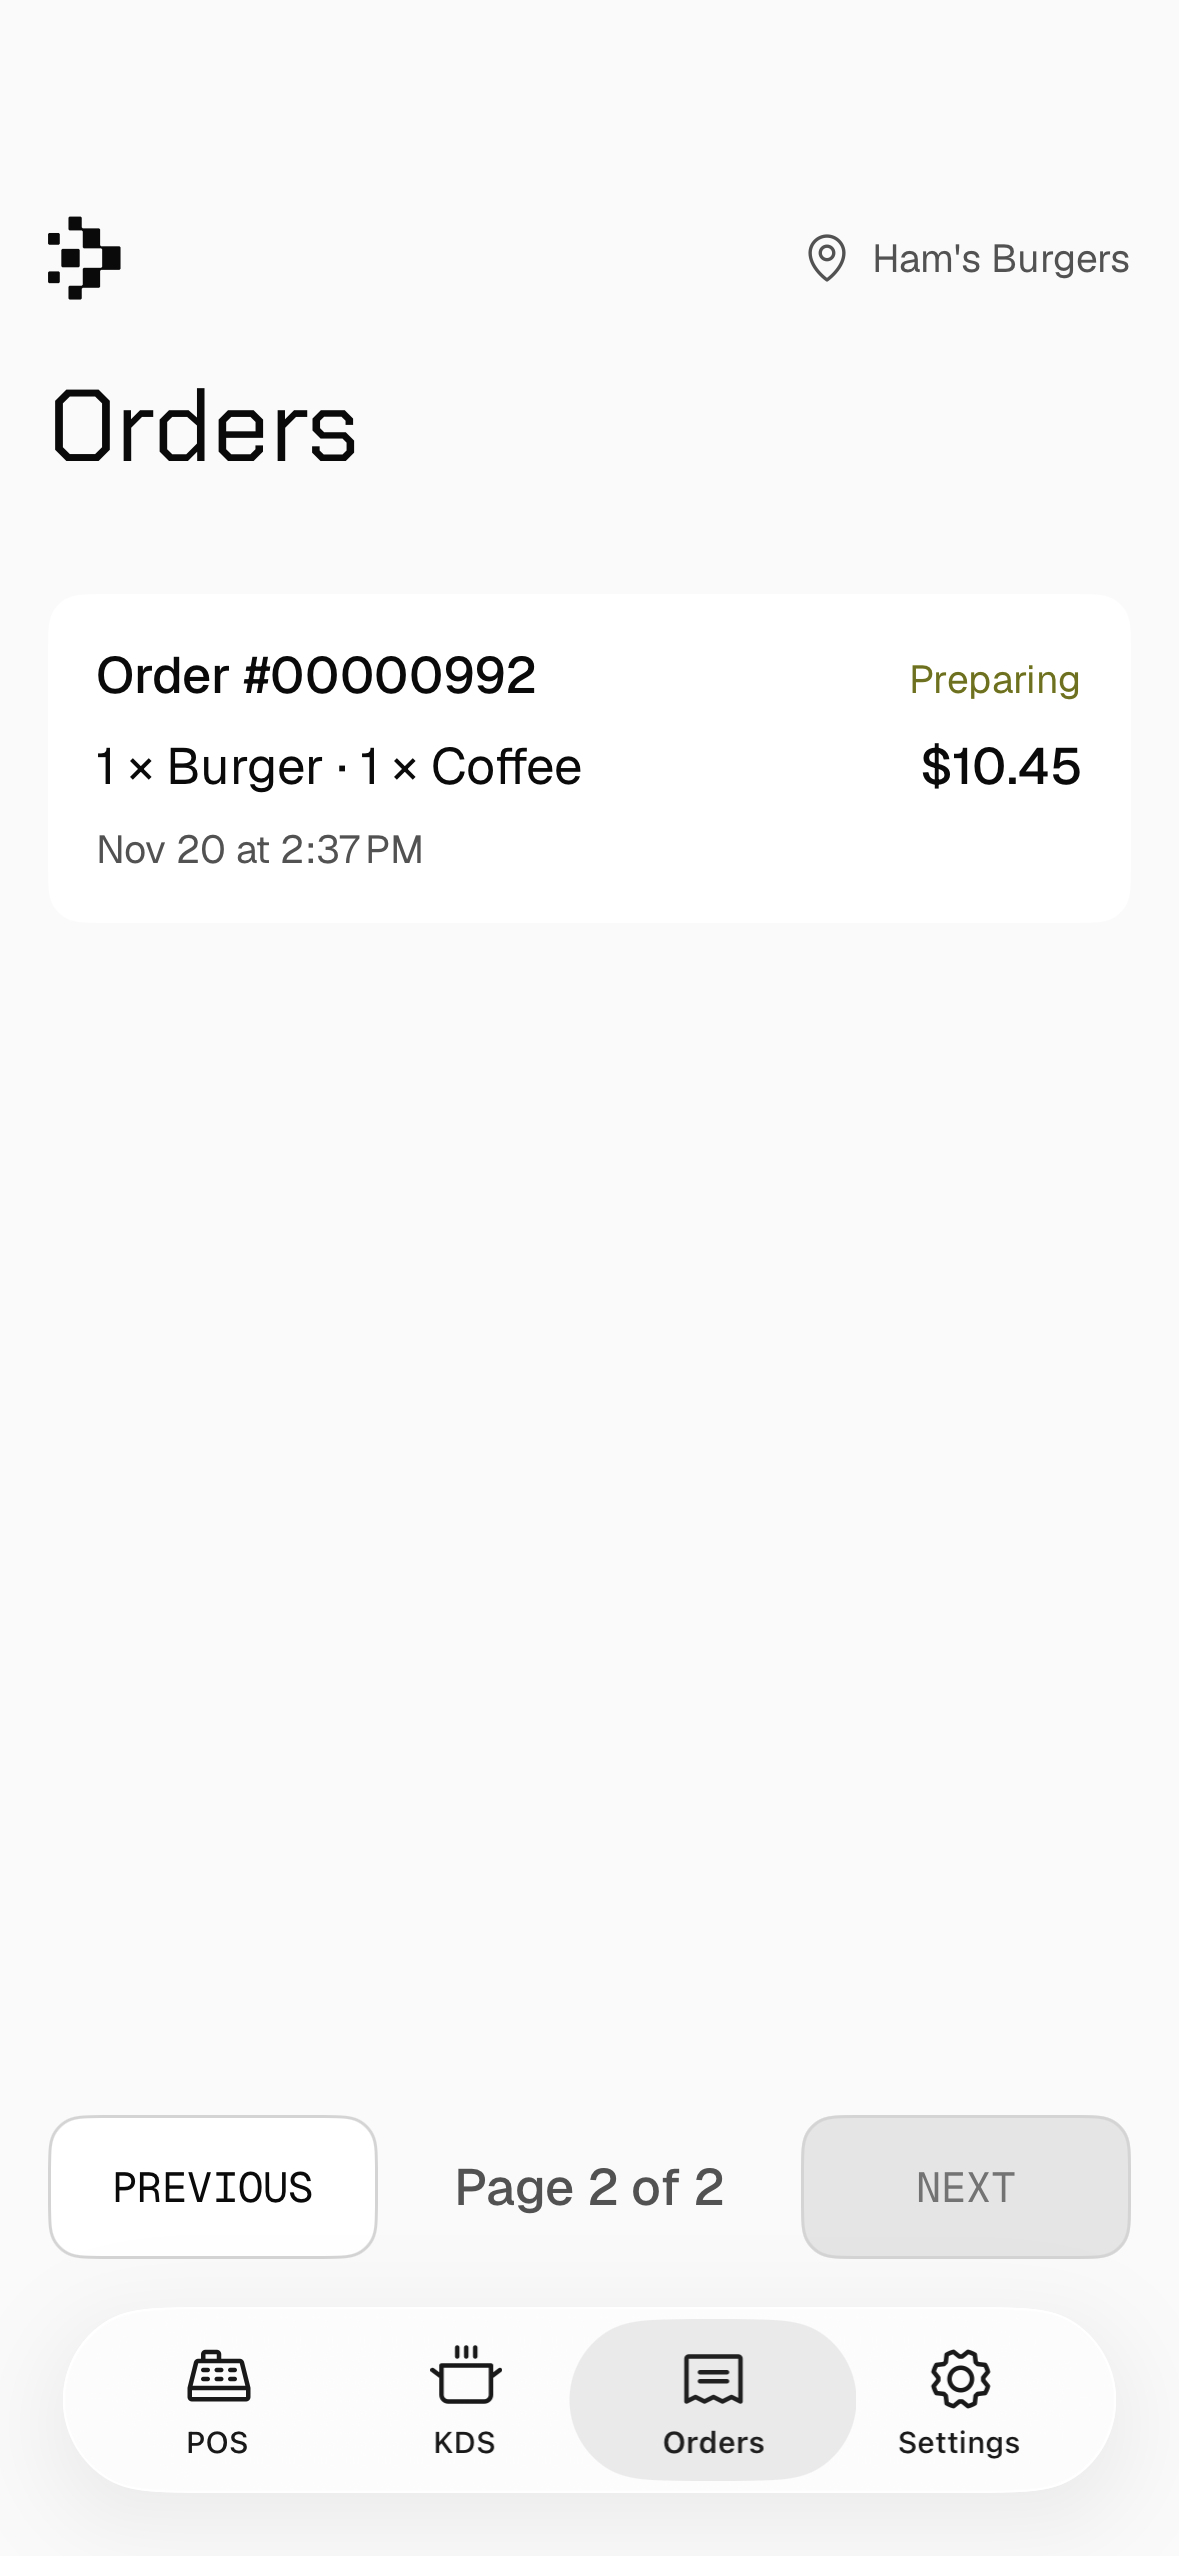 Ham's Burgers
Orders
Order #00000992
Preparing
1 × Burger · 1 × Coffee
$10.45
Nov 20 at 2:37 PM
PREVIOUS
Page 2 of 2
NEXT
POS
KDS
Orders
Settings